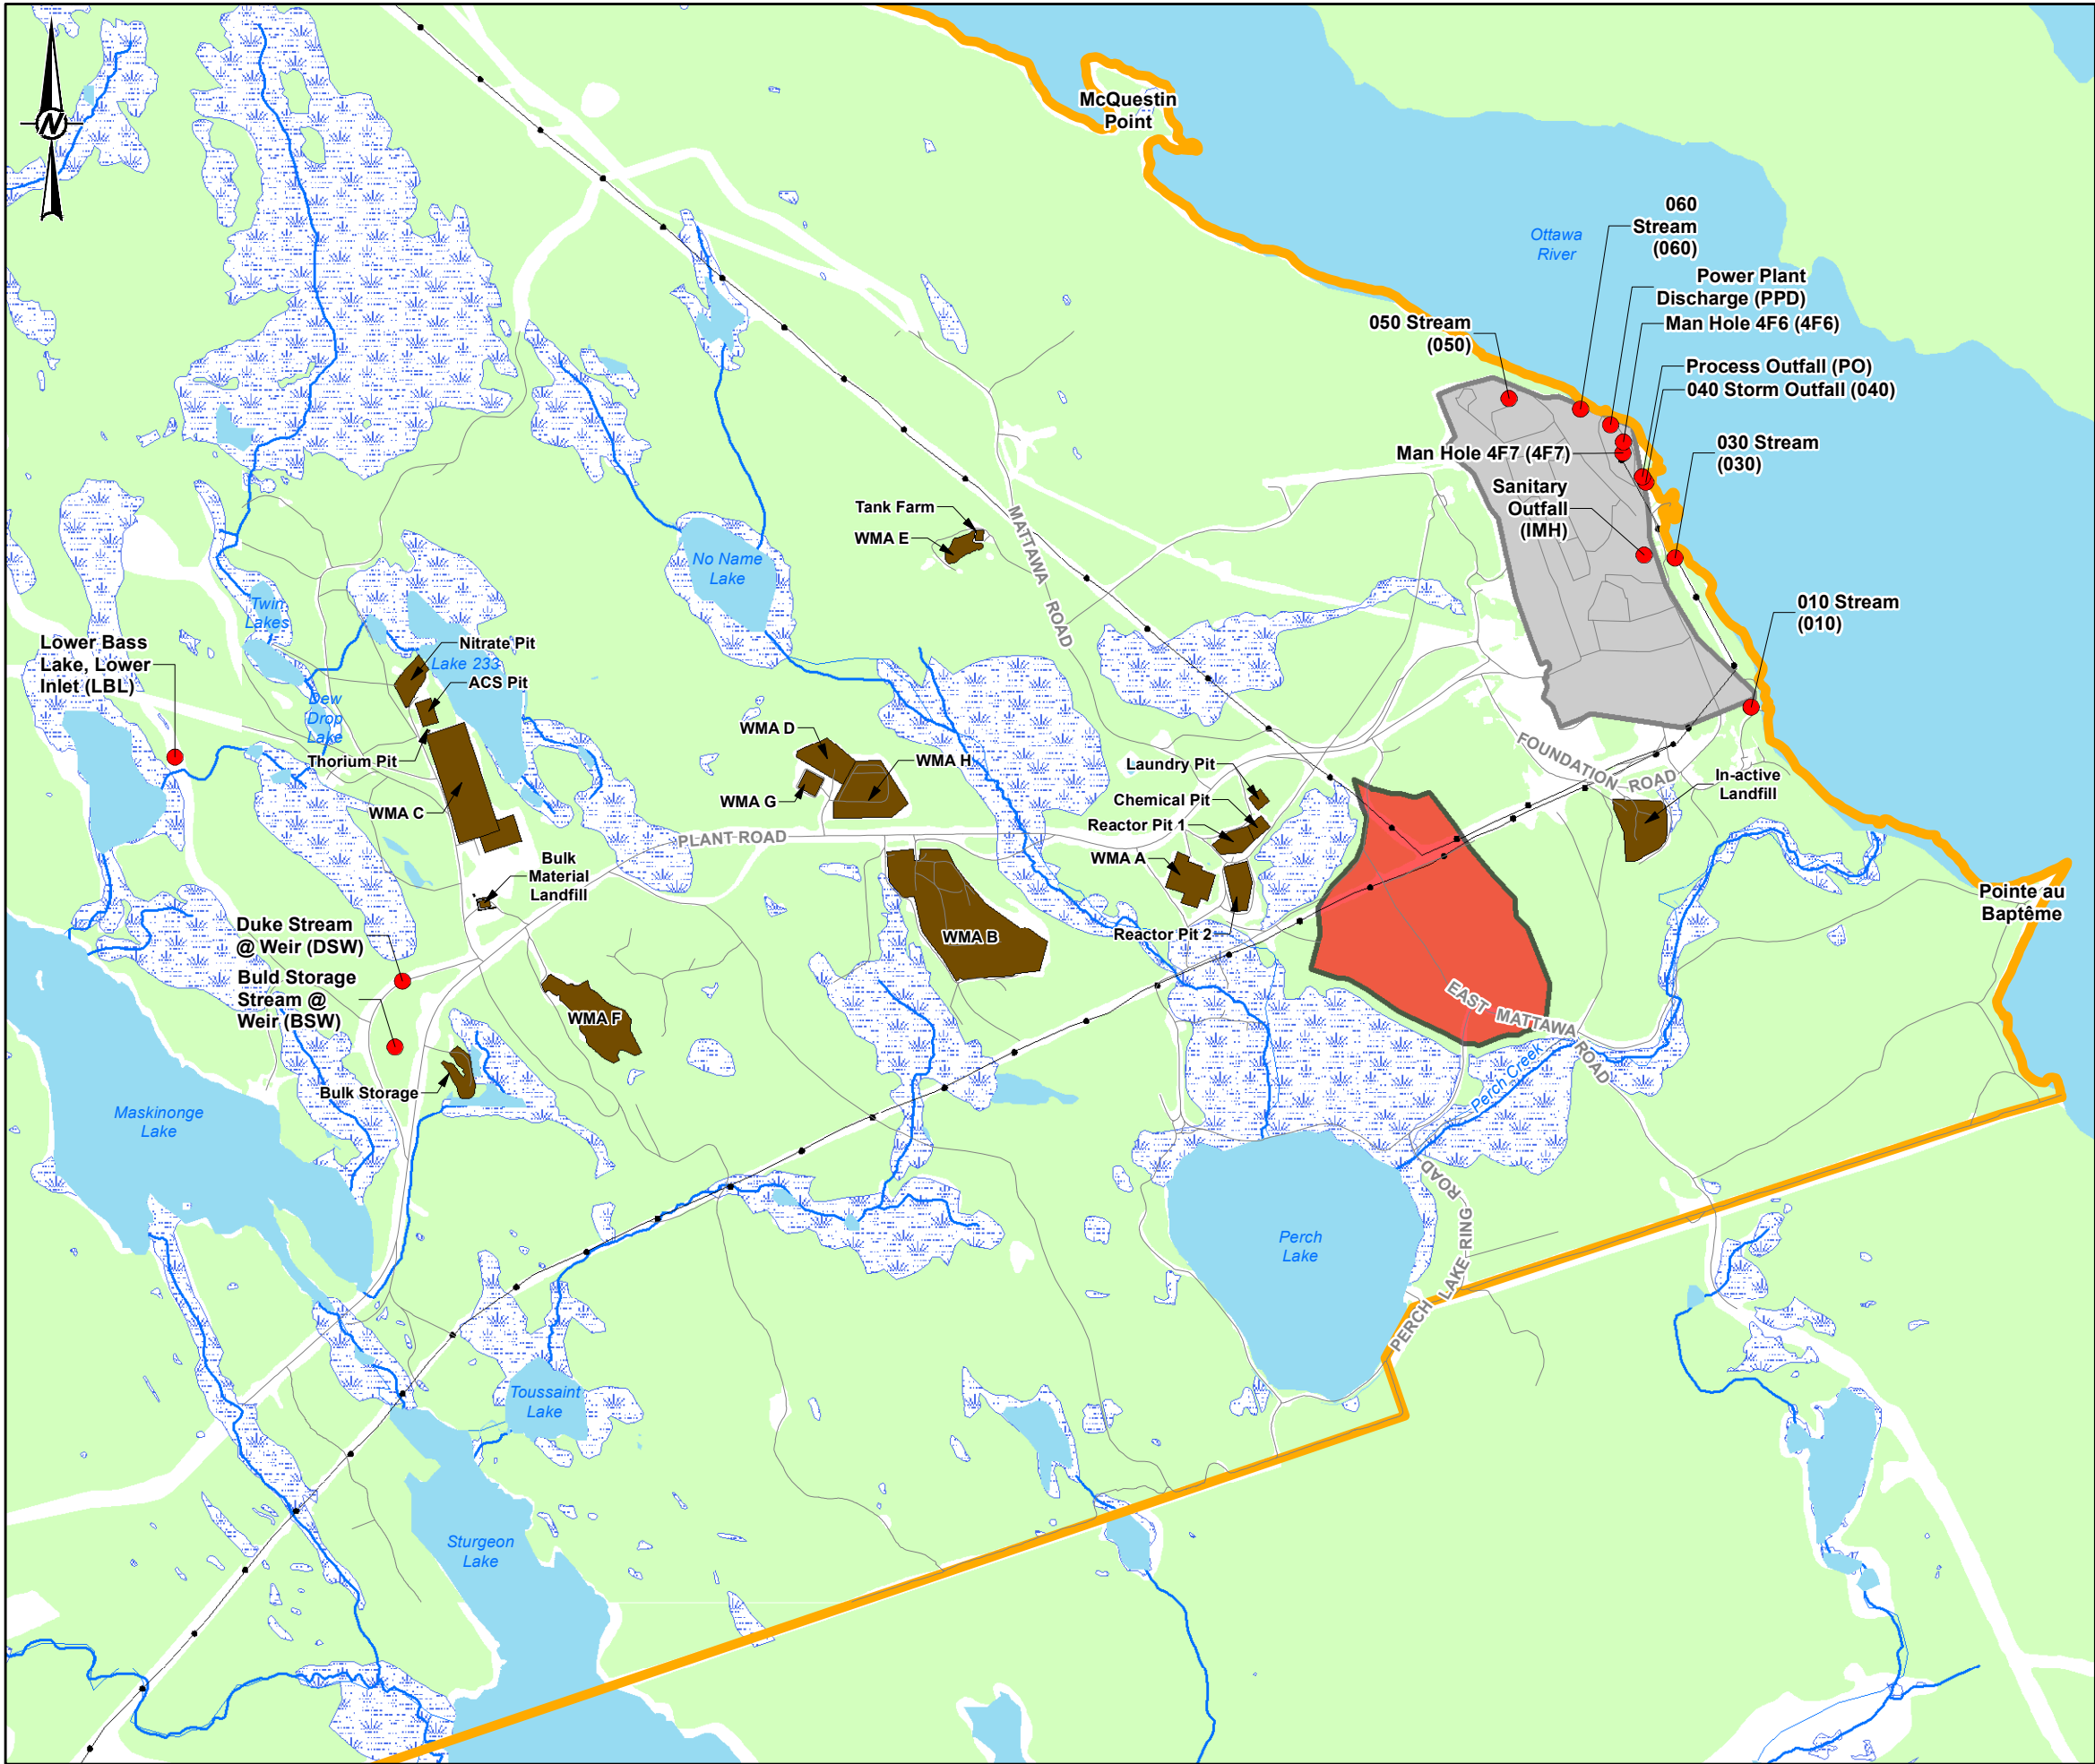 N
McQuestin
Point
Ottawa
River
060
Stream
(060)
Power Plant
Discharge (PPD)
Man Hole 4F6 (4F6)
050 Stream
(050)
Process Outfall (PO)
040 Storm Outfall (040)
Man Hole 4F7 (4F7)
030 Stream
(030)
Sanitary
Outfall
(IMH)
010 Stream
(010)
Tank Farm
WMA E
MATTAWA ROAD
No Name
Lake
Twin
Lakes
Lower Bass
Lake, Lower
Inlet (LBL)
Nitrate Pit
Lake 233
ACS Pit
Dew
Drop
Lake
Thorium Pit
WMA C
WMA D
WMA H
WMA G
PLANT ROAD
Laundry Pit
Chemical Pit
Reactor Pit 1
WMA A
Reactor Pit 2
FOUNDATION ROAD
In-active
Landfill
Pointe au
Baptême
Bulk
Material
Landfill
Duke Stream
@ Weir (DSW)
Buld Storage
Stream @
Weir (BSW)
WMA B
WMA F
Bulk Storage
EAST MATTAWA ROAD
Perch Creek
Maskinonge
Lake
Perch
Lake
PERCH LAKE RING ROAD
Toussaint
Lake
Sturgeon
Lake